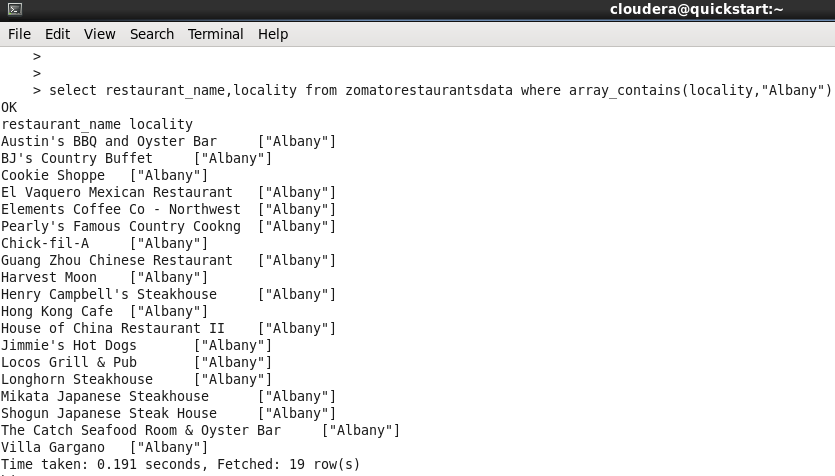 cloudera@quickstart:~
File Edit View Search Terminal Help
>
>
> select restaurant_name,locality from zomatorestaurantsdata where array_contains(locality,"Albany")
OK
restaurant_name locality
Austin's BBQ and Oyster Bar ["Albany"]
BJ's Country Buffet ["Albany"]
Cookie Shoppe ["Albany"]
El Vaquero Mexican Restaurant ["Albany"]
Elements Coffee Co - Northwest ["Albany"]
Pearly's Famous Country Cookng ["Albany"]
Chick-fil-A ["Albany"]
Guang Zhou Chinese Restaurant ["Albany"]
Harvest Moon ["Albany"]
Henry Campbell's Steakhouse ["Albany"]
Hong Kong Cafe ["Albany"]
House of China Restaurant II ["Albany"]
Jimmie's Hot Dogs ["Albany"]
Locos Grill & Pub ["Albany"]
Longhorn Steakhouse ["Albany"]
Mikata Japanese Steakhouse ["Albany"]
Shogun Japanese Steak House ["Albany"]
The Catch Seafood Room & Oyster Bar ["Albany"]
Villa Gargano ["Albany"]
Time taken: 0.191 seconds, Fetched: 19 row(s)